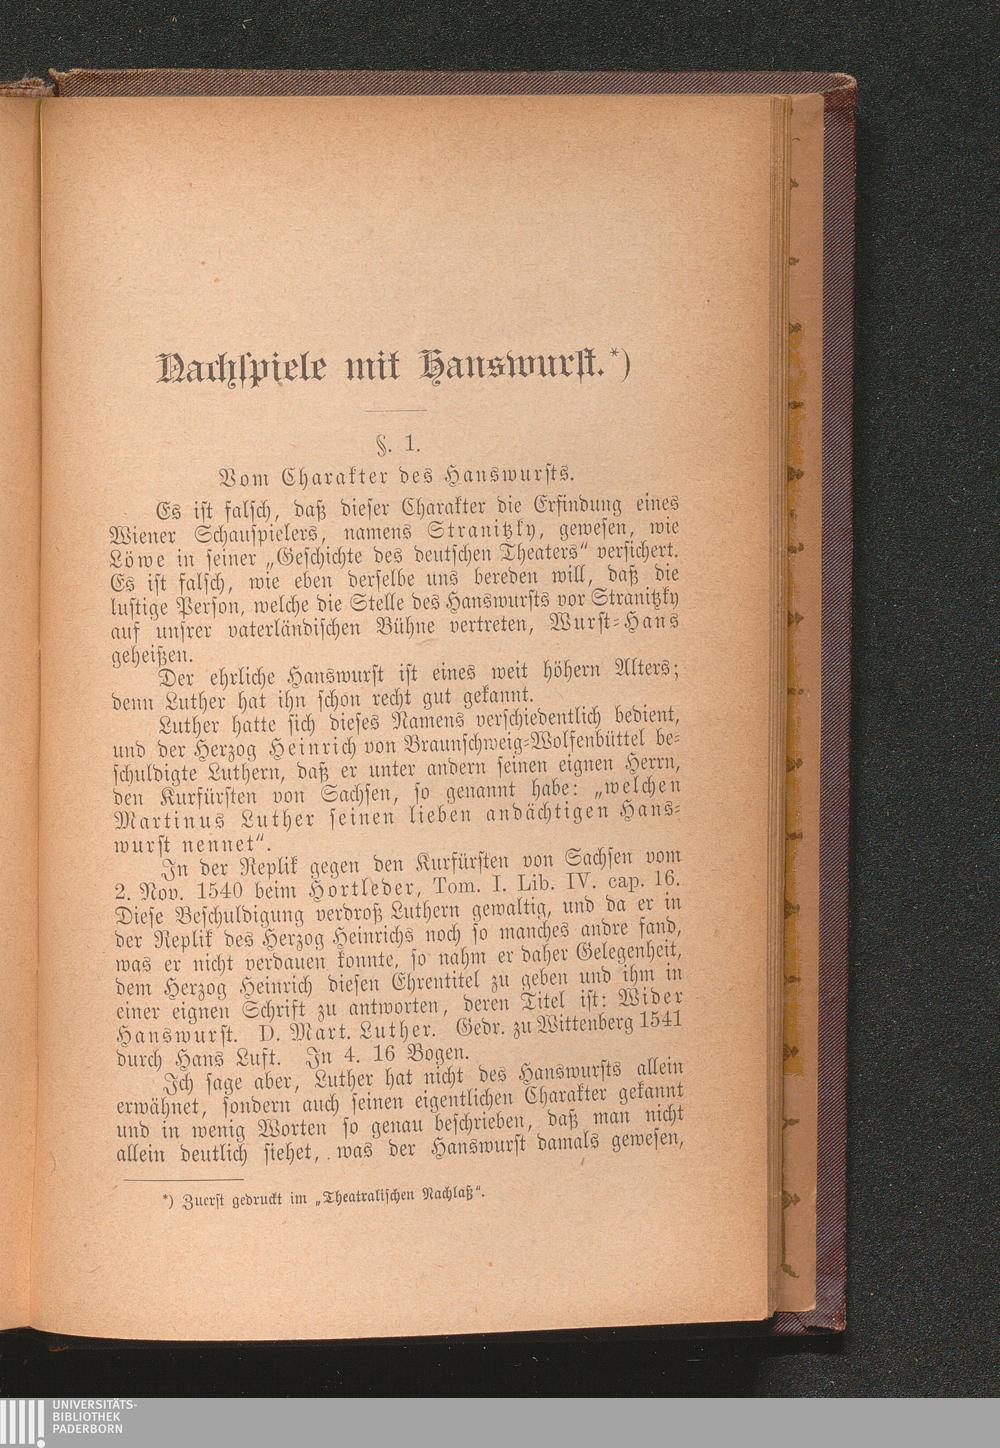 Nachspiele mit Hanswurst.*)
§. 1.
Vom Charakter des Hanswursts.
Es ist falsch, daß dieser Charakter die Erfindung eines
Wiener Schauspielers, namens Stranitzky, gewesen, wie
Löwe in seiner „Geschichte des deutschen Theaters“ versichert.
Es ist falsch, wie eben derselbe uns bereden will, daß die
lustige Person, welche die Stelle des Hanswursts vor Stranitzky
auf unsrer vaterländischen Bühne vertreten, Wurst-Hans
geheißen.
Der ehrliche Hanswurst ist eines weit höhern Alters;
denn Luther hat ihn schon recht gut gekannt.
Luther hatte sich dieses Namens verschiedentlich bedient,
und der Herzog Heinrich von Braunschweig-Wolfenbüttel be-
schuldigte Luthern, daß er unter andern seinen eignen Herrn,
den Kurfürsten von Sachsen, so genannt habe: „welchen
Martinus Luther seinen lieben andächtigen Hans-
wurst nennet“.
In der Replik gegen den Kurfürsten von Sachsen vom
2. Nov. 1540 beim Hortleder, Tom. I. Lib. IV. cap. 16.
Diese Beschuldigung verdroß Luthern gewaltig, und da er in
der Replik des Herzog Heinrichs noch so manches andre fand,
was er nicht verdauen konnte, so nahm er daher Gelegenheit,
dem Herzog Heinrich diesen Ehrentitel zu geben und ihm in
einer eignen Schrift zu antworten, deren Titel ist: Wider
Hanswurst. D. Mart. Luther. Gedr. zu Wittenberg 1541
durch Hans Luft. In 4. 16 Bogen.
Ich sage aber, Luther hat nicht des Hanswursts allein
erwähnet, sondern auch seinen eigentlichen Charakter gekannt
und in wenig Worten so genau beschrieben, daß man nicht
allein deutlich siehet, was der Hanswurst damals gewesen,
*) Zuerst gedruckt im „Theatralischen Nachlaß“.
UNIVERSITÄTS-
BIBLIOTHEK
PADERBORN